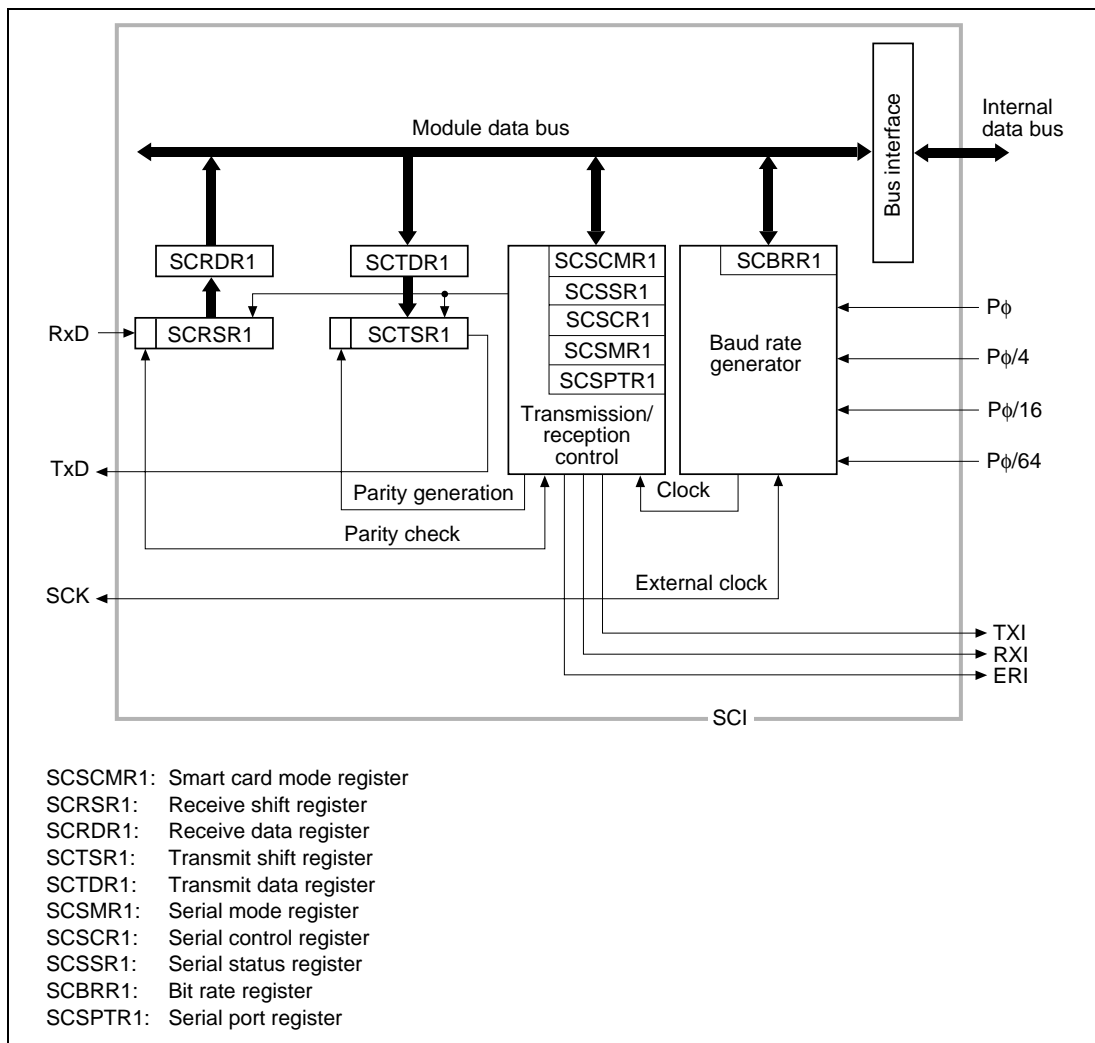 Module data bus
Bus interface
Internal
data bus
SCRDR1
SCTDR1
SCSCMR1
SCSSR1
SCSCR1
SCSMR1
SCSPTR1
Transmission/
reception
control
SCBRR1
Baud rate
generator
RxD
SCRSR1
SCTSR1
Pϕ
Pϕ/4
Pϕ/16
Pϕ/64
TxD
Parity generation
Clock
Parity check
SCK
External clock
TXI
RXI
ERI
SCI
SCSCMR1: Smart card mode register
SCRSR1: Receive shift register
SCRDR1: Receive data register
SCTSR1: Transmit shift register
SCTDR1: Transmit data register
SCSMR1: Serial mode register
SCSCR1: Serial control register
SCSSR1: Serial status register
SCBRR1: Bit rate register
SCSPTR1: Serial port register